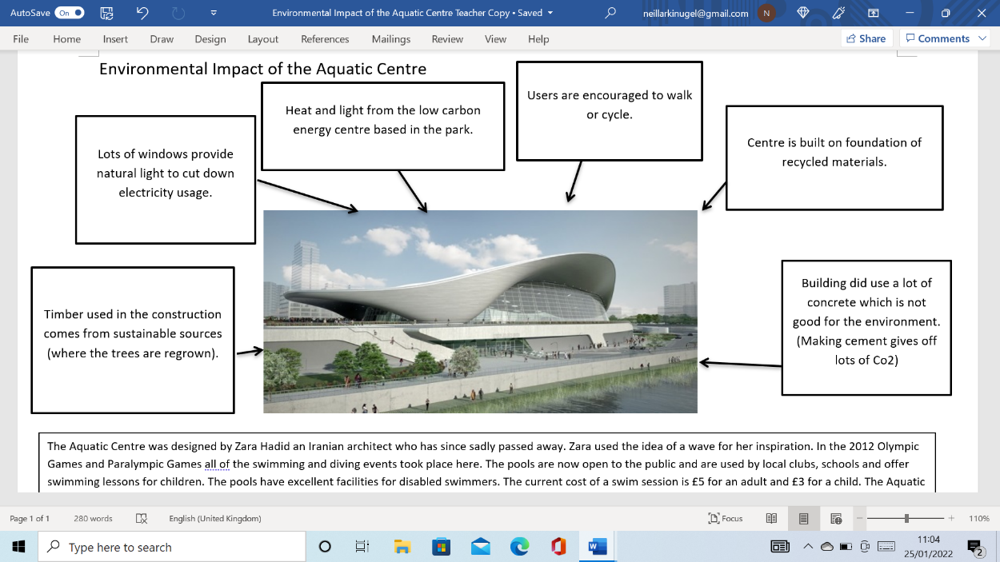 AutoSave On
Environmental Impact of the Aquatic Centre Teacher Copy • Saved
neillarkinugel@gmail.com
N
File Home Insert Draw Design Layout References Mailings Review View Help
Share
Comments
Environmental Impact of the Aquatic Centre
Lots of windows provide
natural light to cut down
electricity usage.
Heat and light from the low carbon
energy centre based in the park.
Users are encouraged to walk
or cycle.
Centre is built on foundation of
recycled materials.
Timber used in the construction
comes from sustainable sources
(where the trees are regrown).
Building did use a lot of
concrete which is not
good for the environment.
(Making cement gives off
lots of Co2)
The Aquatic Centre was designed by Zara Hadid an Iranian architect who has since sadly passed away. Zara used the idea of a wave for her inspiration. In the 2012 Olympic
Games and Paralympic Games all of the swimming and diving events took place here. The pools are now open to the public and are used by local clubs, schools and offer
swimming lessons for children. The pools have excellent facilities for disabled swimmers. The current cost of a swim session is £5 for an adult and £3 for a child. The Aquatic
Page 1 of 1 280 words English (United Kingdom) Focus 110%
Type here to search
11:04
25/01/2022
2